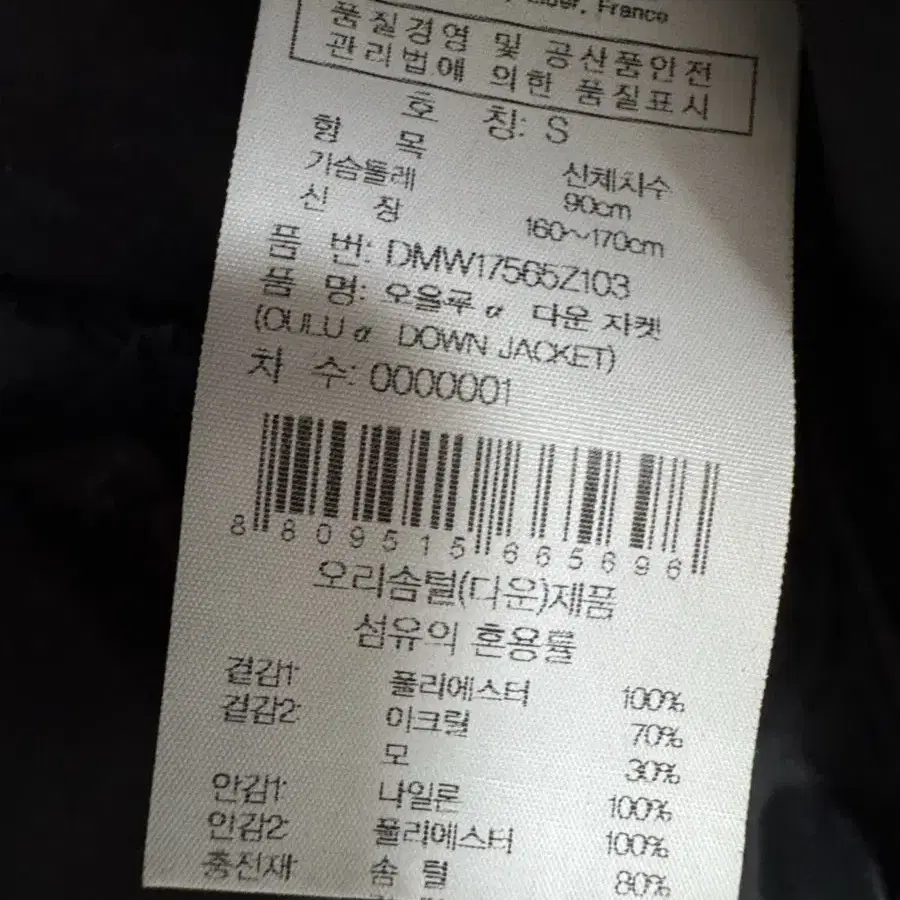 France
품질경영 및 공산품안전
관리법에 의한 품질표시
호 칭: S
항 목 신체치수
가슴둘레 90cm
신 장 160~170cm
품 번: DMW17565Z103
품 명: 오울루 α 다운 자켓
(OULU α DOWN JACKET)
차 수: 0000001
8809515665696
오리솜털(다운)제품
섬유의 혼용률
겉감1: 폴리에스터 100%
겉감2: 아크릴 70%
모 30%
안감1: 나일론 100%
안감2: 폴리에스터 100%
충전재: 솜 털 80%